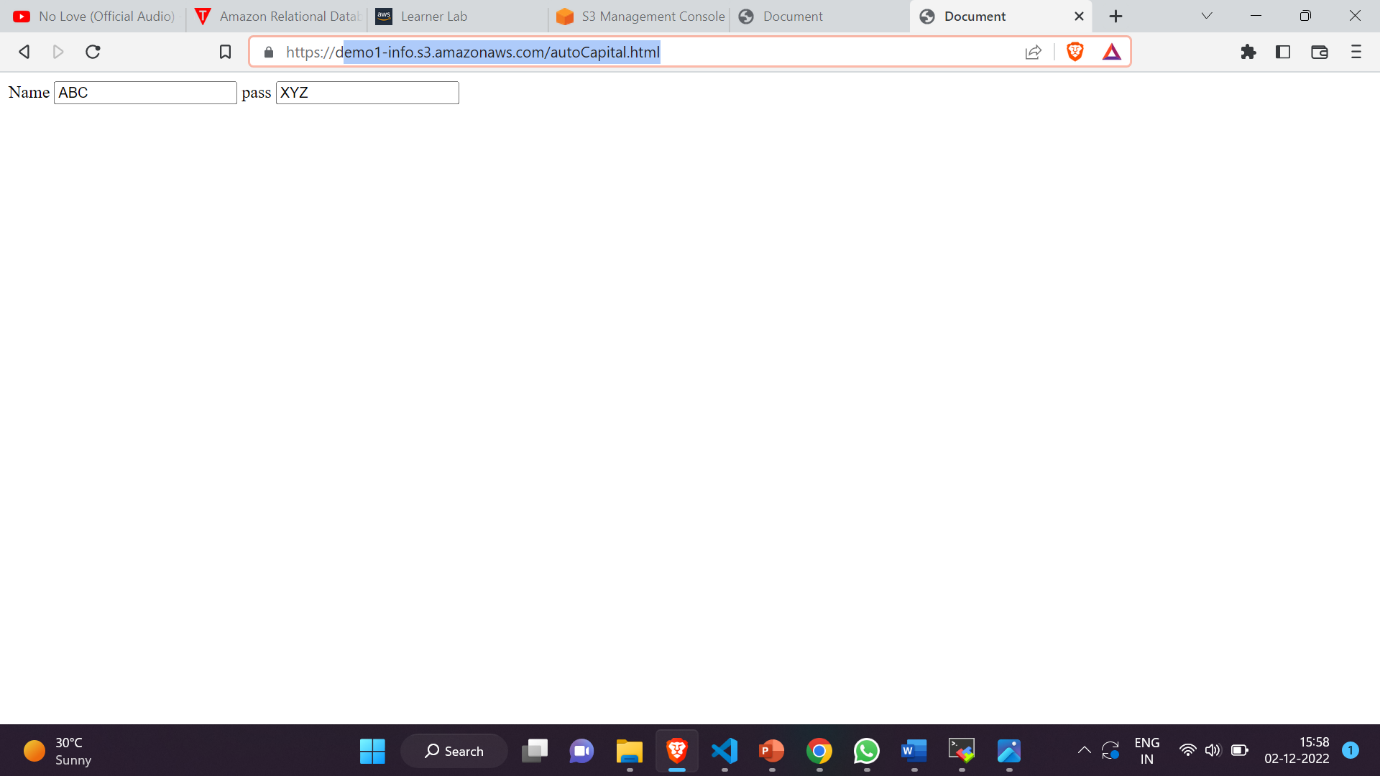 No Love (Official Audio)
Amazon Relational Datab
Learner Lab
S3 Management Console
Document
Document
https://demo1-info.s3.amazonaws.com/autoCapital.html
Name ABC pass XYZ
30°C
Sunny
Search
ENG
IN
15:58
02-12-2022
1